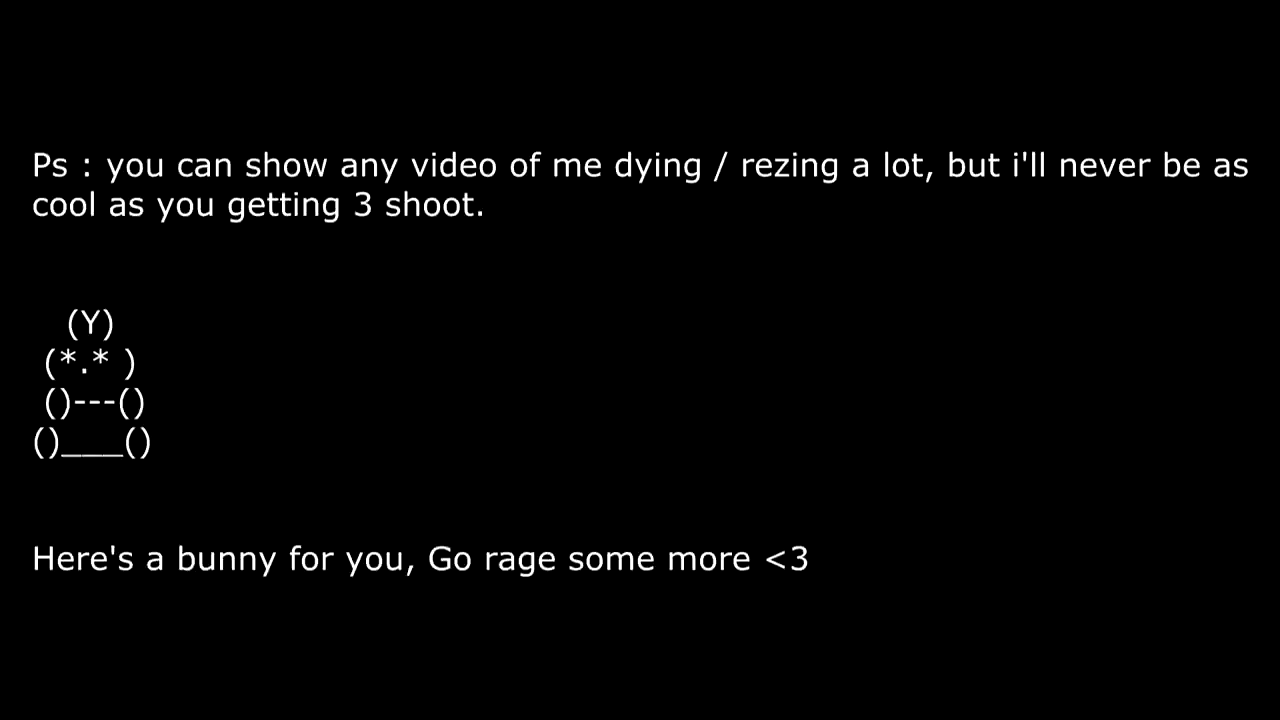 Ps : you can show any video of me dying / rezing a lot, but i'll never be as
cool as you getting 3 shoot.
(Y)
(*.* )
()---()
()___()
Here's a bunny for you, Go rage some more <3